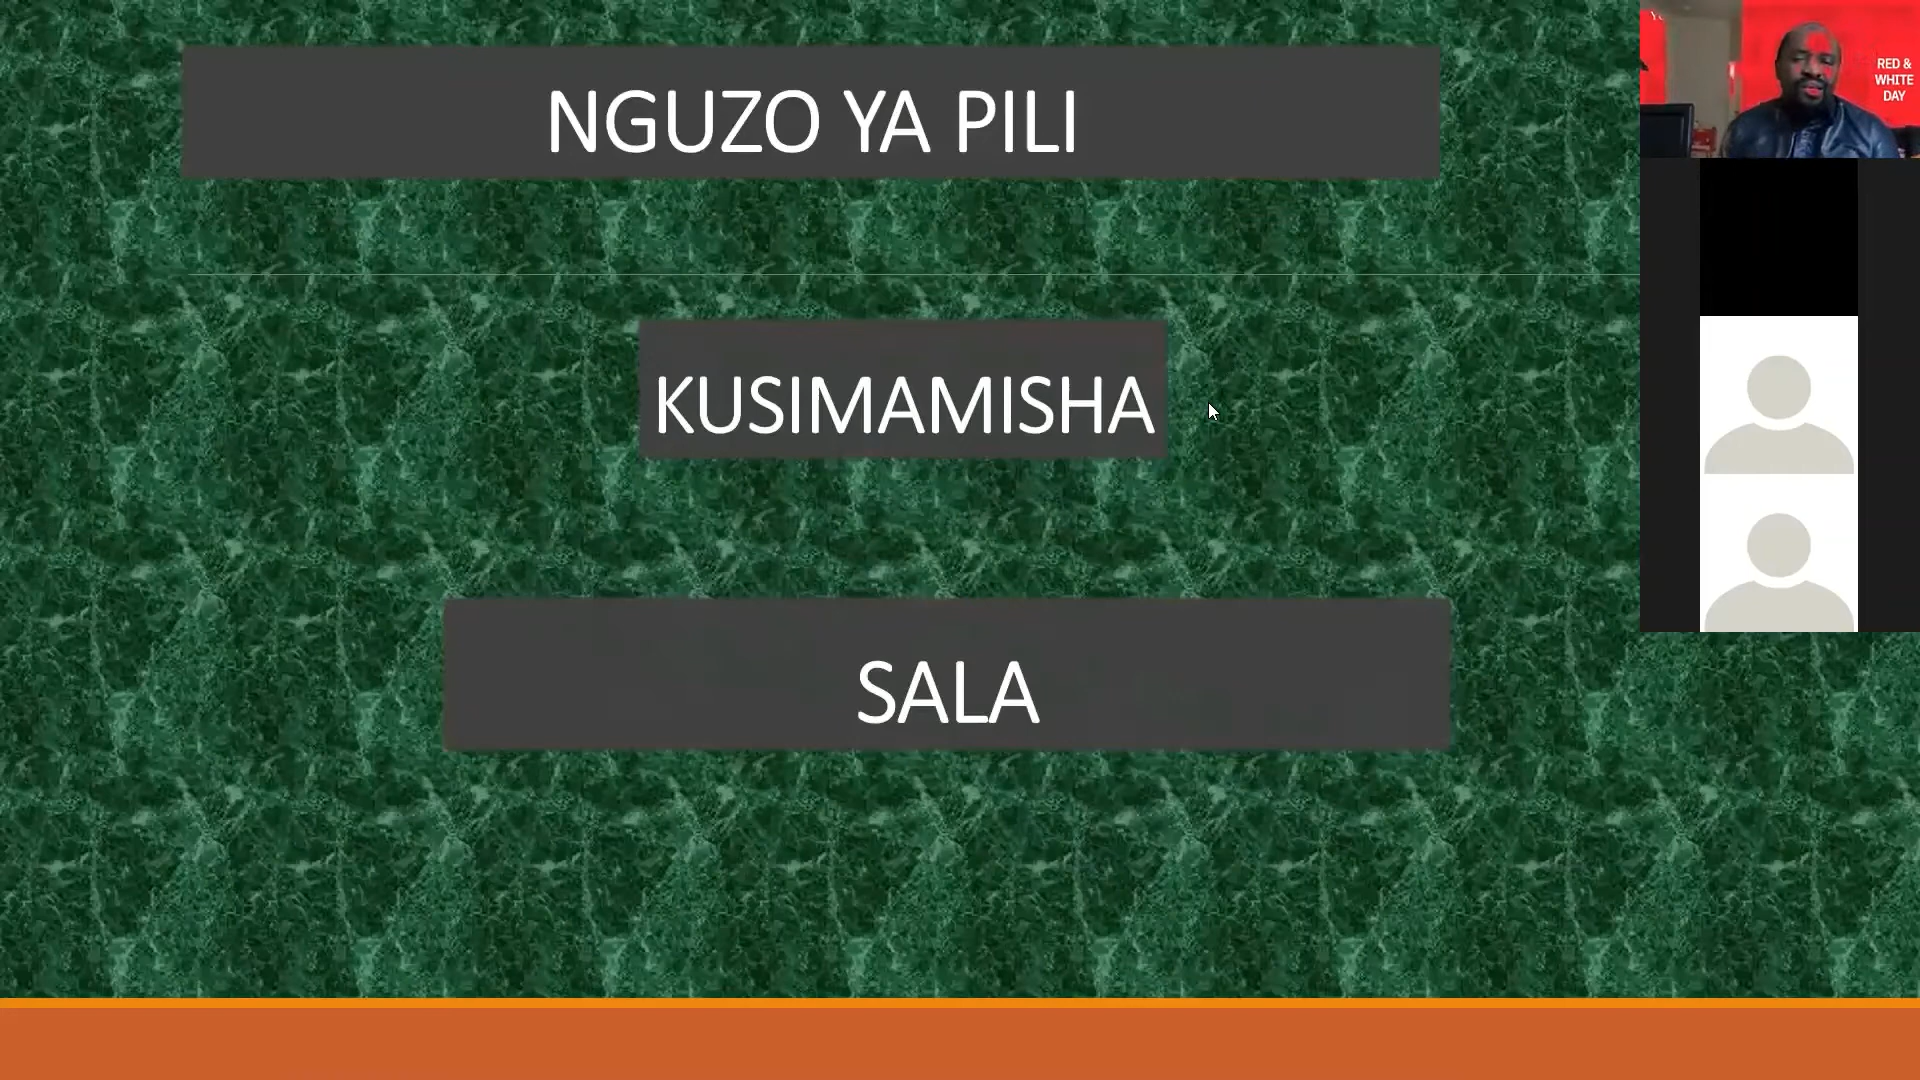 NGUZO YA PILI
KUSIMAMISHA
SALA
RED &
WHITE
DAY